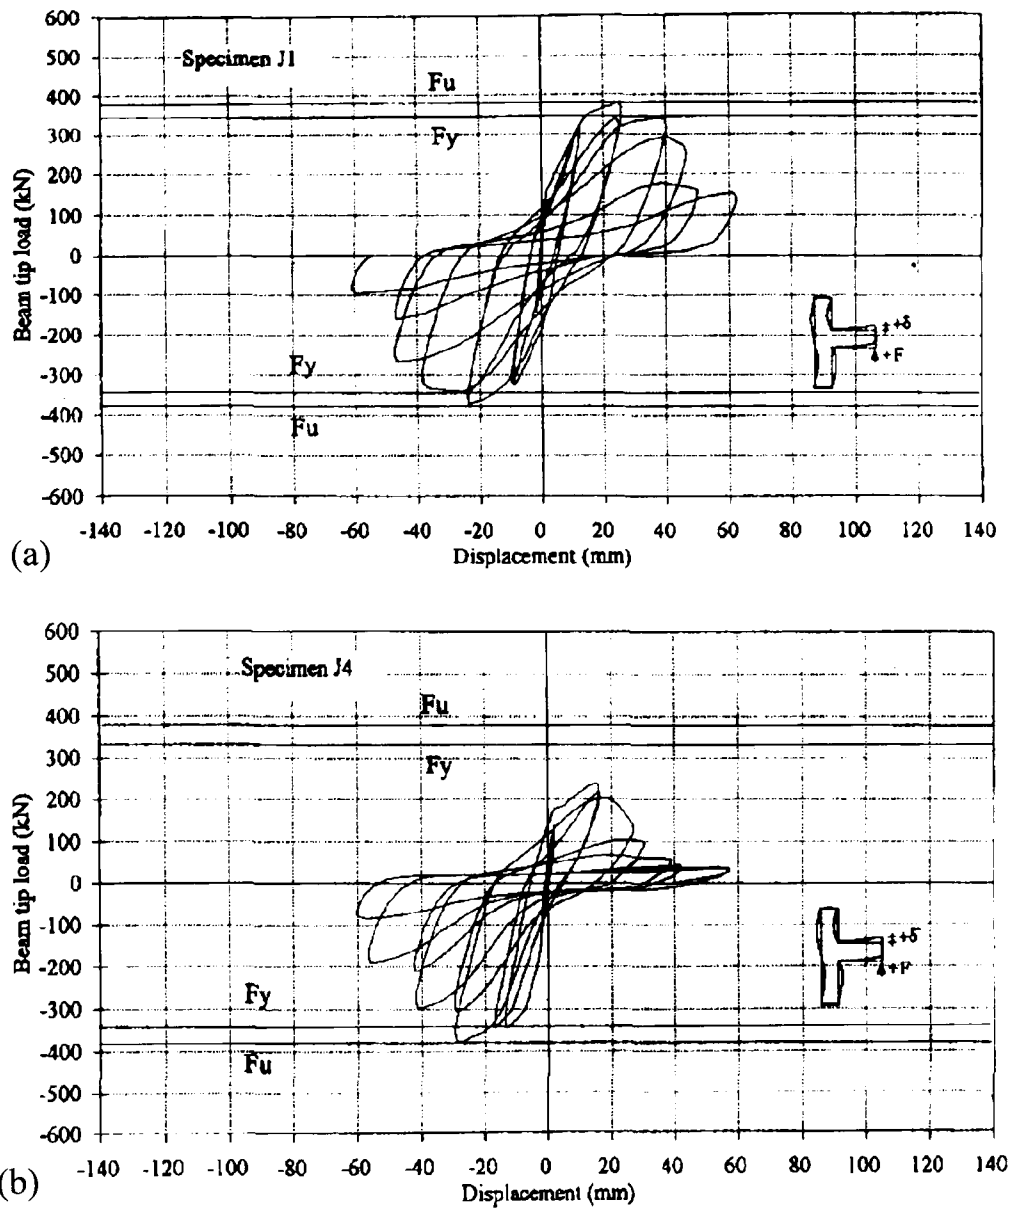 600
500
400
300
200
100
0
-100
-200
-300
-400
-500
-600
Beam tip load (kN)
Specimen J1
Fu
Fy
Fy
Fu
+δ
+F
-140 -120 -100 -80 -60 -40 -20 0 20 40 60 80 100 120 140
Displacement (mm)
(a)
600
500
400
300
200
100
0
-100
-200
-300
-400
-500
-600
Beam tip load (kN)
Specimen J4
Fu
Fy
Fy
Fu
+δ
+F
-140 -120 -100 -80 -60 -40 -20 0 20 40 60 80 100 120 140
Displacement (mm)
(b)